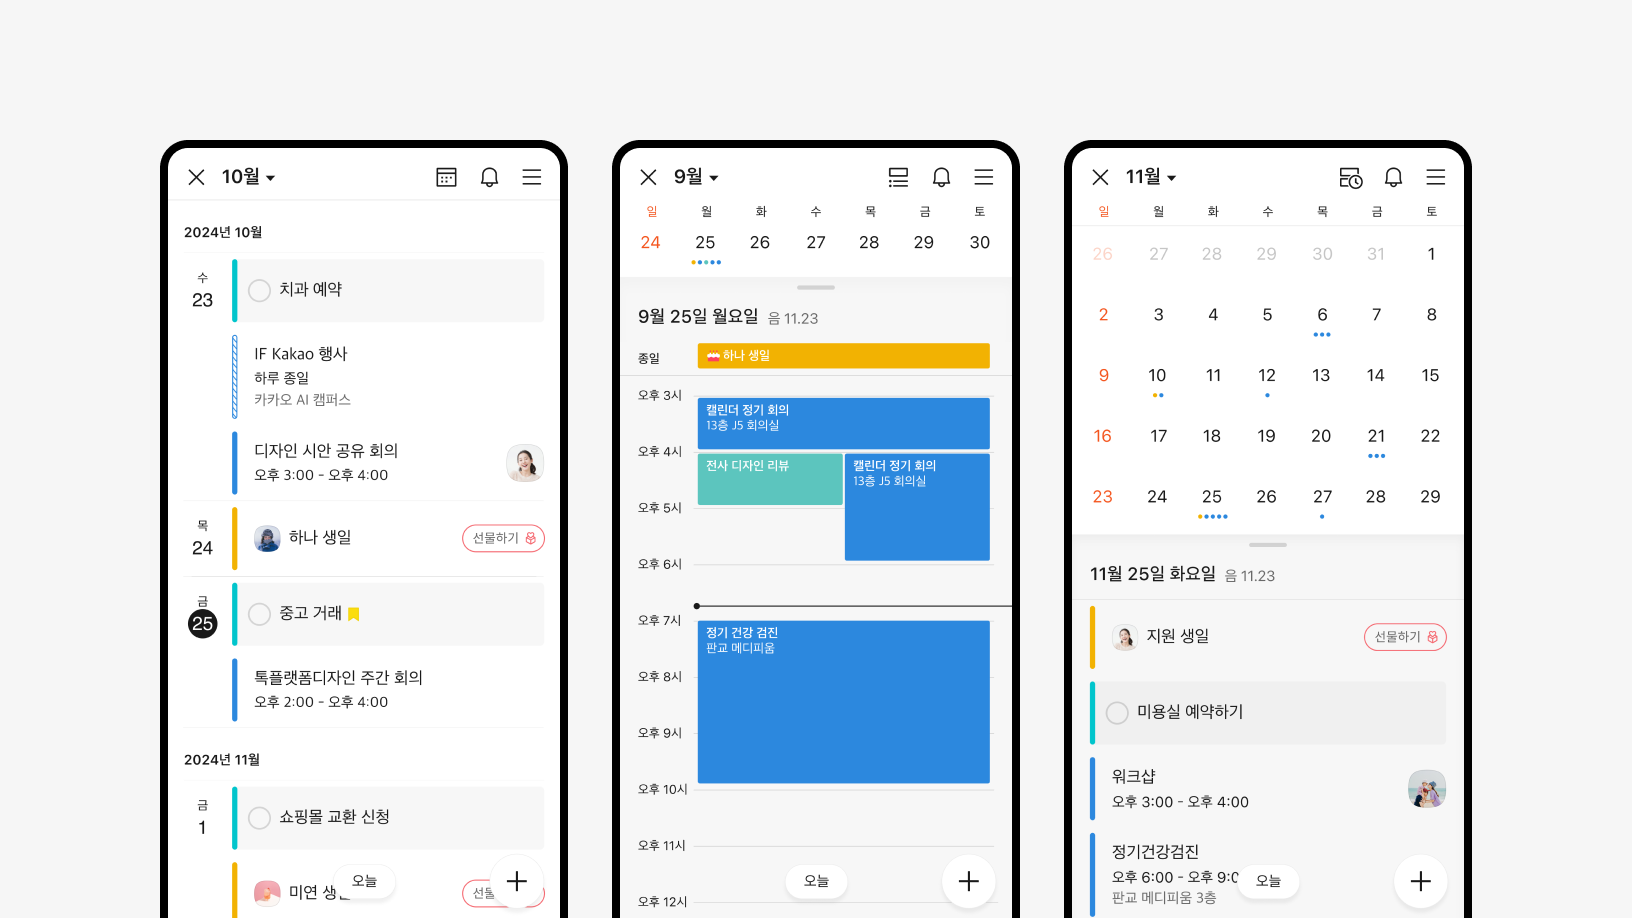 10월
2024년 10월
수
23
치과 예약
IF Kakao 행사
하루 종일
카카오 AI 캠퍼스
디자인 시안 공유 회의
오후 3:00 - 오후 4:00
목
24
하나 생일
선물하기
금
25
중고 거래
톡플랫폼디자인 주간 회의
오후 2:00 - 오후 4:00
2024년 11월
금
1
쇼핑몰 교환 신청
미연
오늘
9월
일 월 화 수 목 금 토
24 25 26 27 28 29 30
9월 25일 월요일 음 11.23
종일
하나 생일
오후 3시
캘린더 정기 회의
13층 J5 회의실
오후 4시
전사 디자인 리뷰
캘린더 정기 회의
13층 J5 회의실
오후 5시
오후 6시
오후 7시
정기 건강 검진
판교 메디피움
오후 8시
오후 9시
오후 10시
오후 11시
오후 12시
오늘
11월
일 월 화 수 목 금 토
26 27 28 29 30 31 1
2 3 4 5 6 7 8
9 10 11 12 13 14 15
16 17 18 19 20 21 22
23 24 25 26 27 28 29
11월 25일 화요일 음 11.23
지원 생일
선물하기
미용실 예약하기
워크샵
오후 3:00 - 오후 4:00
정기건강검진
오후 6:00 - 오후
판교 메디피움 3층
오늘